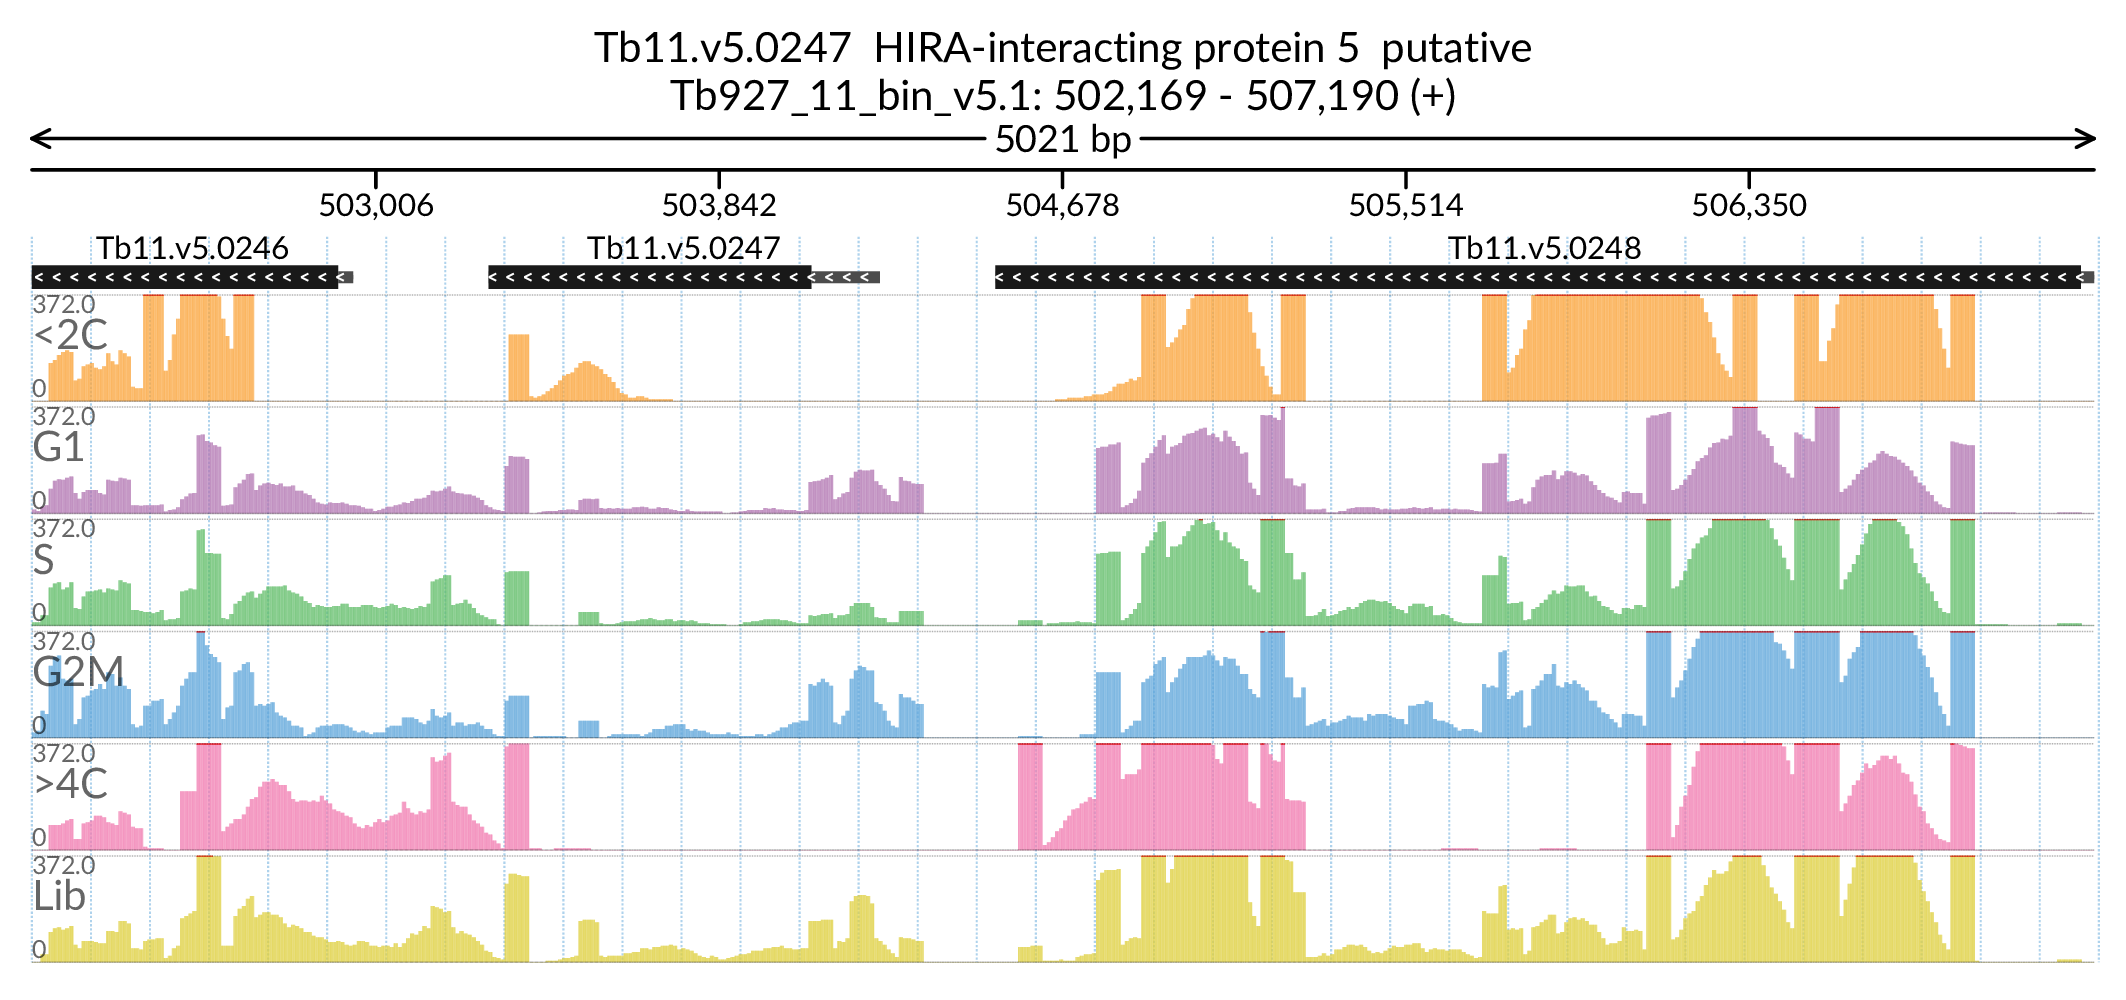 Tb11.v5.0247 HIRA-interacting protein 5 putative
Tb927_11_bin_v5.1: 502,169 - 507,190 (+)
5021 bp
503,006 503,842 504,678 505,514 506,350
Tb11.v5.0246 Tb11.v5.0247 Tb11.v5.0248
372.0
<2C
0
372.0
G1
0
372.0
S
0
372.0
G2M
0
372.0
>4C
0
372.0
Lib
0